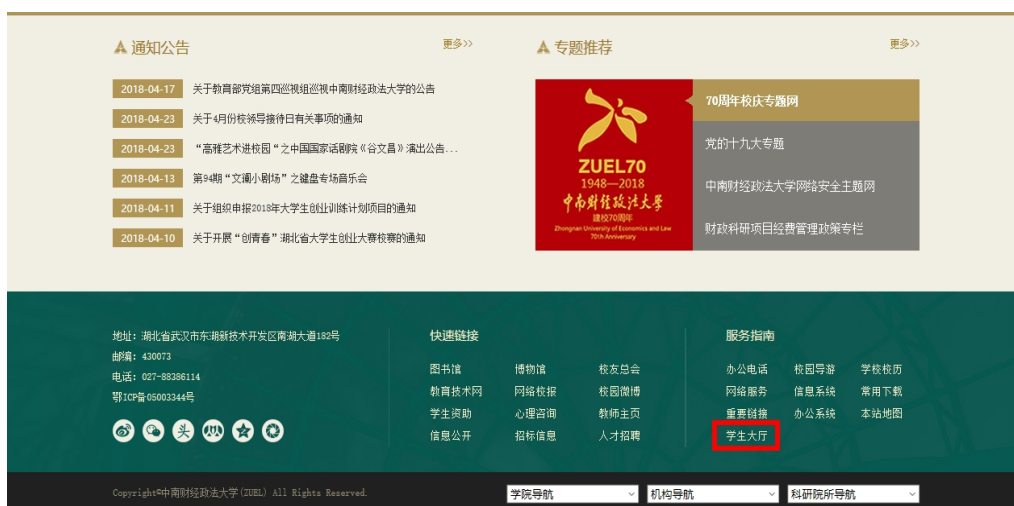 通知公告
更多>>
2018-04-17 关于教育部党组第四巡视组巡视中南财经政法大学的公告
2018-04-23 关于4月份校领导接待日有关事项的通知
2018-04-23 “高雅艺术进校园“之中国国家话剧院《谷文昌》演出公告...
2018-04-13 第94期“文澜小剧场”之键盘专场音乐会
2018-04-11 关于组织申报2018年大学生创业训练计划项目的通知
2018-04-10 关于开展“创青春”湖北省大学生创业大赛校赛的通知
专题推荐
更多>>
ZUEL70
1948—2018
中南财经政法大学
建校70周年
Zhongnan University of Economics and Law
70th Anniversary
70周年校庆专题网
党的十九大专题
中南财经政法大学网络安全主题网
财政科研项目经费管理政策专栏
地址: 湖北省武汉市东湖新技术开发区南湖大道182号
邮编: 430073
电话: 027-88386114
鄂ICP备05003344号
头
快速链接
图书馆 博物馆 校友总会
教育技术网 网络校报 校园微博
学生资助 心理咨询 教师主页
信息公开 招标信息 人才招聘
服务指南
办公电话 校园导游 学校校历
网络服务 信息系统 常用下载
重要链接 办公系统 本站地图
学生大厅
Copyright©中南财经政法大学(ZUEL) All Rights Reserved.
学院导航 机构导航 科研院所导航